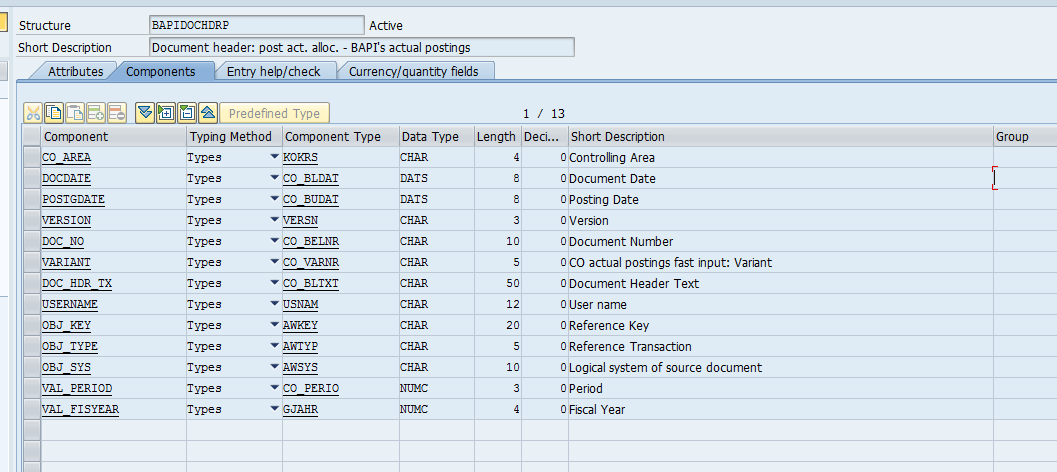 Structure BAPIDOCHDRP Active
Short Description Document header: post act. alloc. - BAPI's actual postings
Attributes Components Entry help/check Currency/quantity fields
Predefined Type 1 / 13
Component Typing Method Component Type Data Type Length Deci... Short Description Group
CO_AREA Types KOKRS CHAR 4 0 Controlling Area
DOCDATE Types CO_BLDAT DATS 8 0 Document Date
POSTGDATE Types CO_BUDAT DATS 8 0 Posting Date
VERSION Types VERSN CHAR 3 0 Version
DOC_NO Types CO_BELNR CHAR 10 0 Document Number
VARIANT Types CO_VARNR CHAR 5 0 CO actual postings fast input: Variant
DOC_HDR_TX Types CO_BLTXT CHAR 50 0 Document Header Text
USERNAME Types USNAM CHAR 12 0 User name
OBJ_KEY Types AWKEY CHAR 20 0 Reference Key
OBJ_TYPE Types AWTYP CHAR 5 0 Reference Transaction
OBJ_SYS Types AWSYS CHAR 10 0 Logical system of source document
VAL_PERIOD Types CO_PERIO NUMC 3 0 Period
VAL_FISYEAR Types GJAHR NUMC 4 0 Fiscal Year